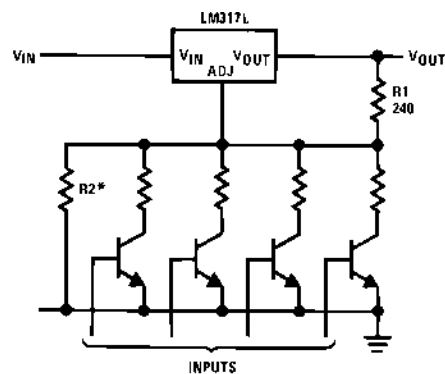 LM317L
VIN
VIN
VOUT
VOUT
ADJ
R1
240
R2*
INPUTS